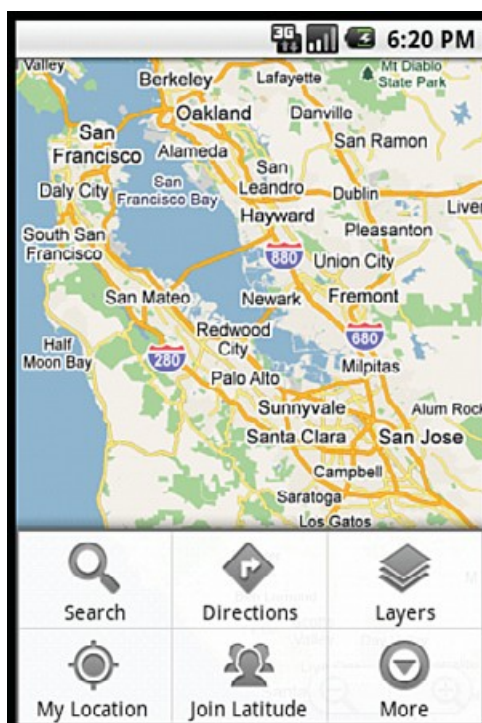 3G 6:20 PM
Valley
Mt Diablo
State Park
Berkeley
Lafayette
Oakland
Danville
San
Francisco
Alameda
San Ramon
San
Leandro
Daly City
San
Francisco Bay
Dublin
Hayward
Liver
South San
Francisco
Pleasanton
880
Union City
San Mateo
Newark
Fremont
Redwood
City
680
Half
Moon Bay
280
Milpitas
Palo Alto
Sunnyvale
Alum Rock
Santa Clara
San Jose
Campbell
Saratoga
Los Gatos
Search
Directions
Layers
My Location
Join Latitude
More